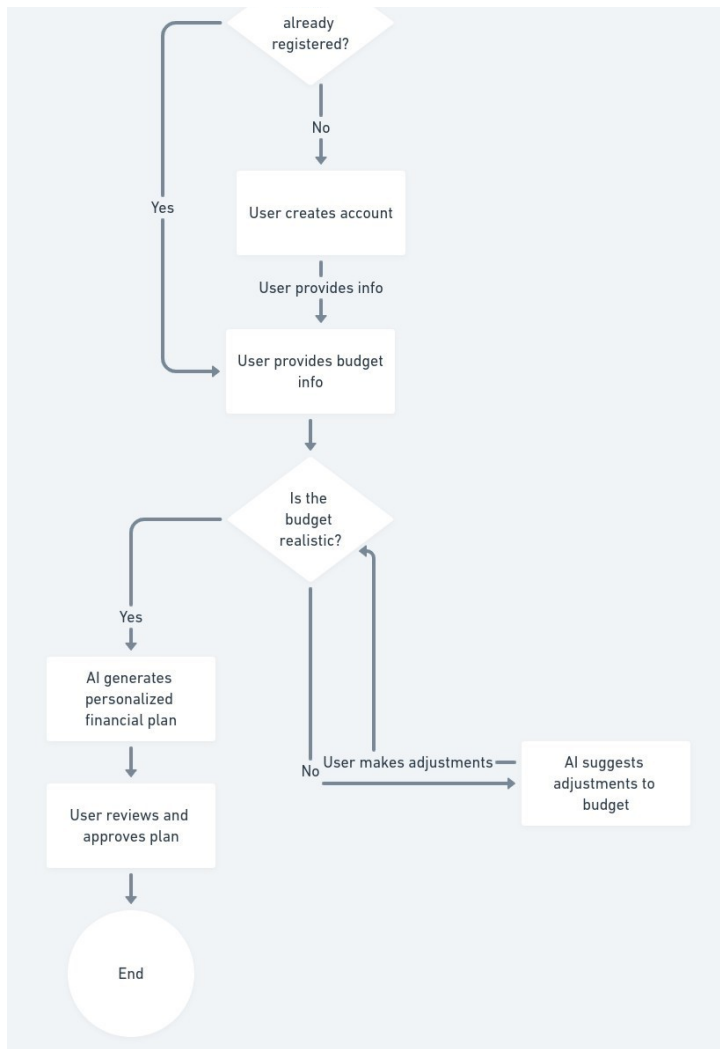 already
registered?
No
Yes
User creates account
User provides info
User provides budget
info
Is the
budget
realistic?
Yes
AI generates
personalized
financial plan
No
User makes adjustments
AI suggests
adjustments to
budget
User reviews and
approves plan
End